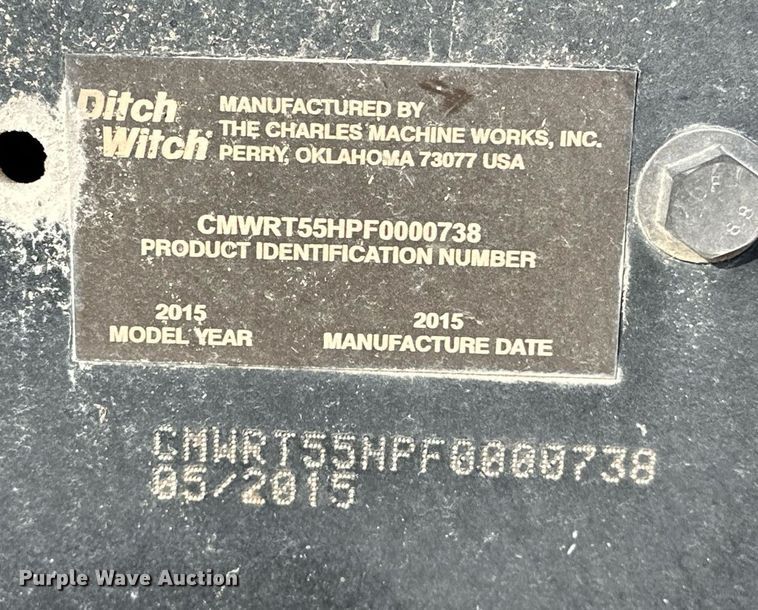 Ditch
Witch
MANUFACTURED BY
THE CHARLES MACHINE WORKS, INC.
PERRY, OKLAHOMA 73077 USA
CMWRT55HPF0000738
PRODUCT IDENTIFICATION NUMBER
2015
MODEL YEAR
2015
MANUFACTURE DATE
CMWRT55HPF0000738
05/2015
Purple Wave Auction